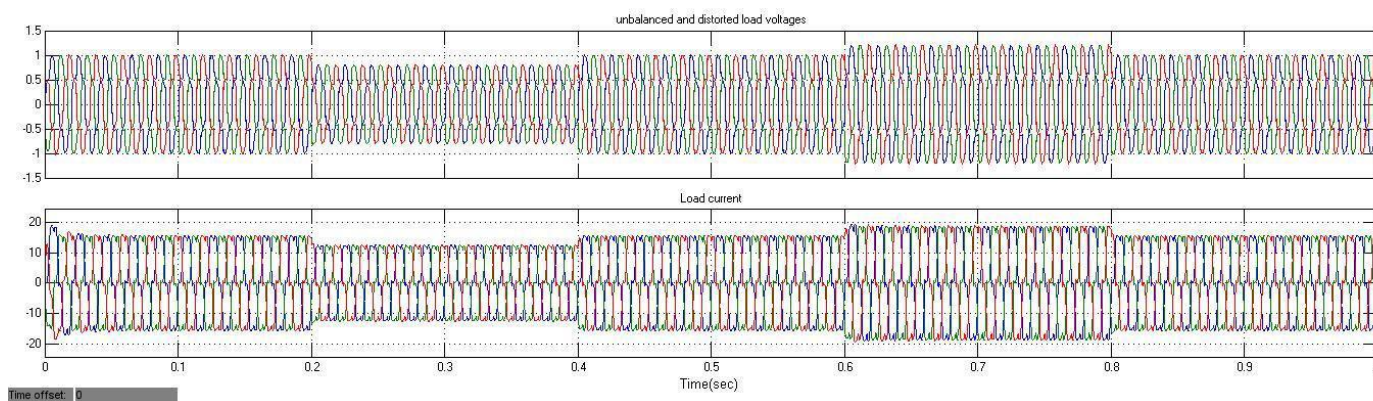 unbalanced and distorted load voltages
1.5
1
0.5
0
-0.5
-1
-1.5
Load current
20
10
0
-10
-20
0 0.1 0.2 0.3 0.4 0.5 0.6 0.7 0.8 0.9
Time(sec)
Time offset: 0